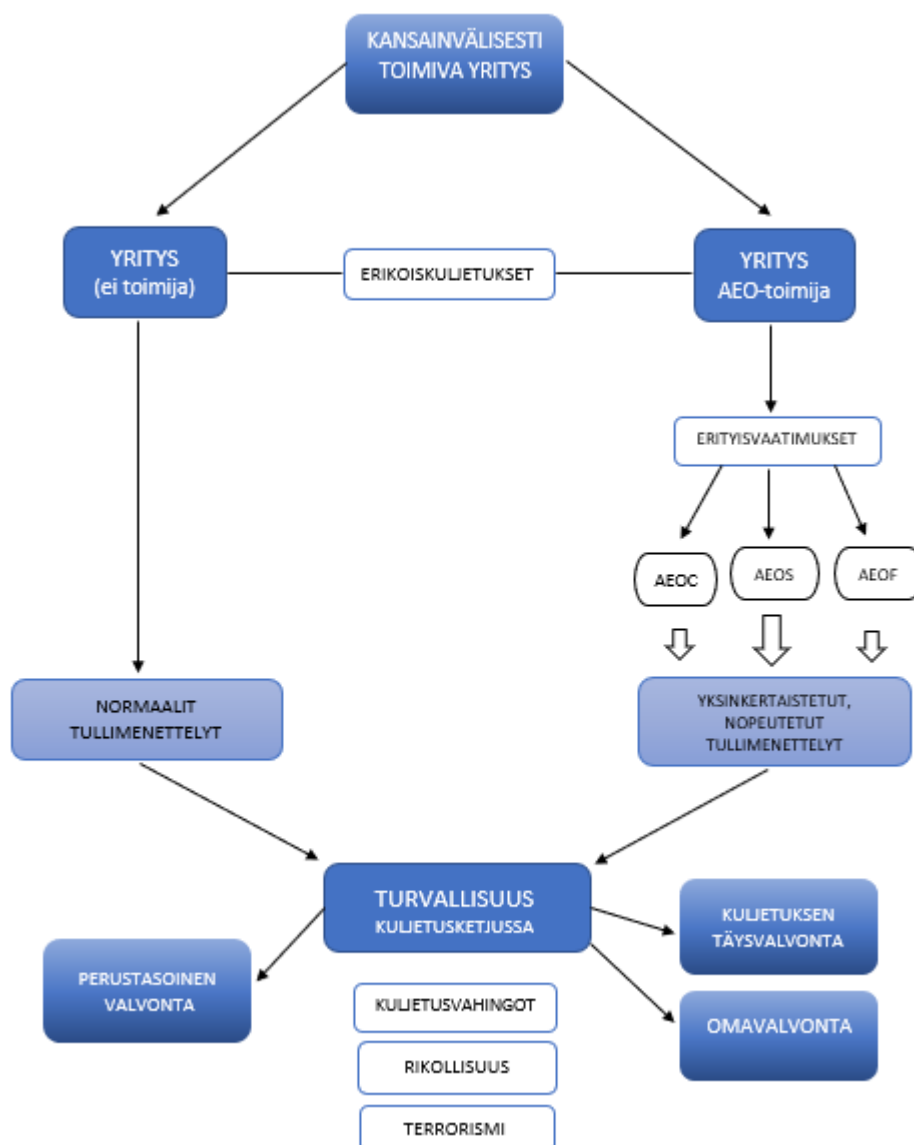 KANSAINVÄLISESTI
TOIMIVA YRITYS
YRITYS
(ei toimija)
ERIKOISKULJETUKSET
YRITYS
AEO-toimija
ERITYISVAATIMUKSET
AEOC
AEOS
AEOF
NORMAALIT
TULLIMENETTELYT
YKSINKERTAISTETUT,
NOPEUTETUT
TULLIMENETTELYT
TURVALLISUUS
KULJETUSKETJUSSA
KULJETUKSEN
TÄYSVALVONTA
PERUSTASOINEN
VALVONTA
KULJETUSVAHINGOT
OMAVALVONTA
RIKOLLISUUS
TERRORISMI